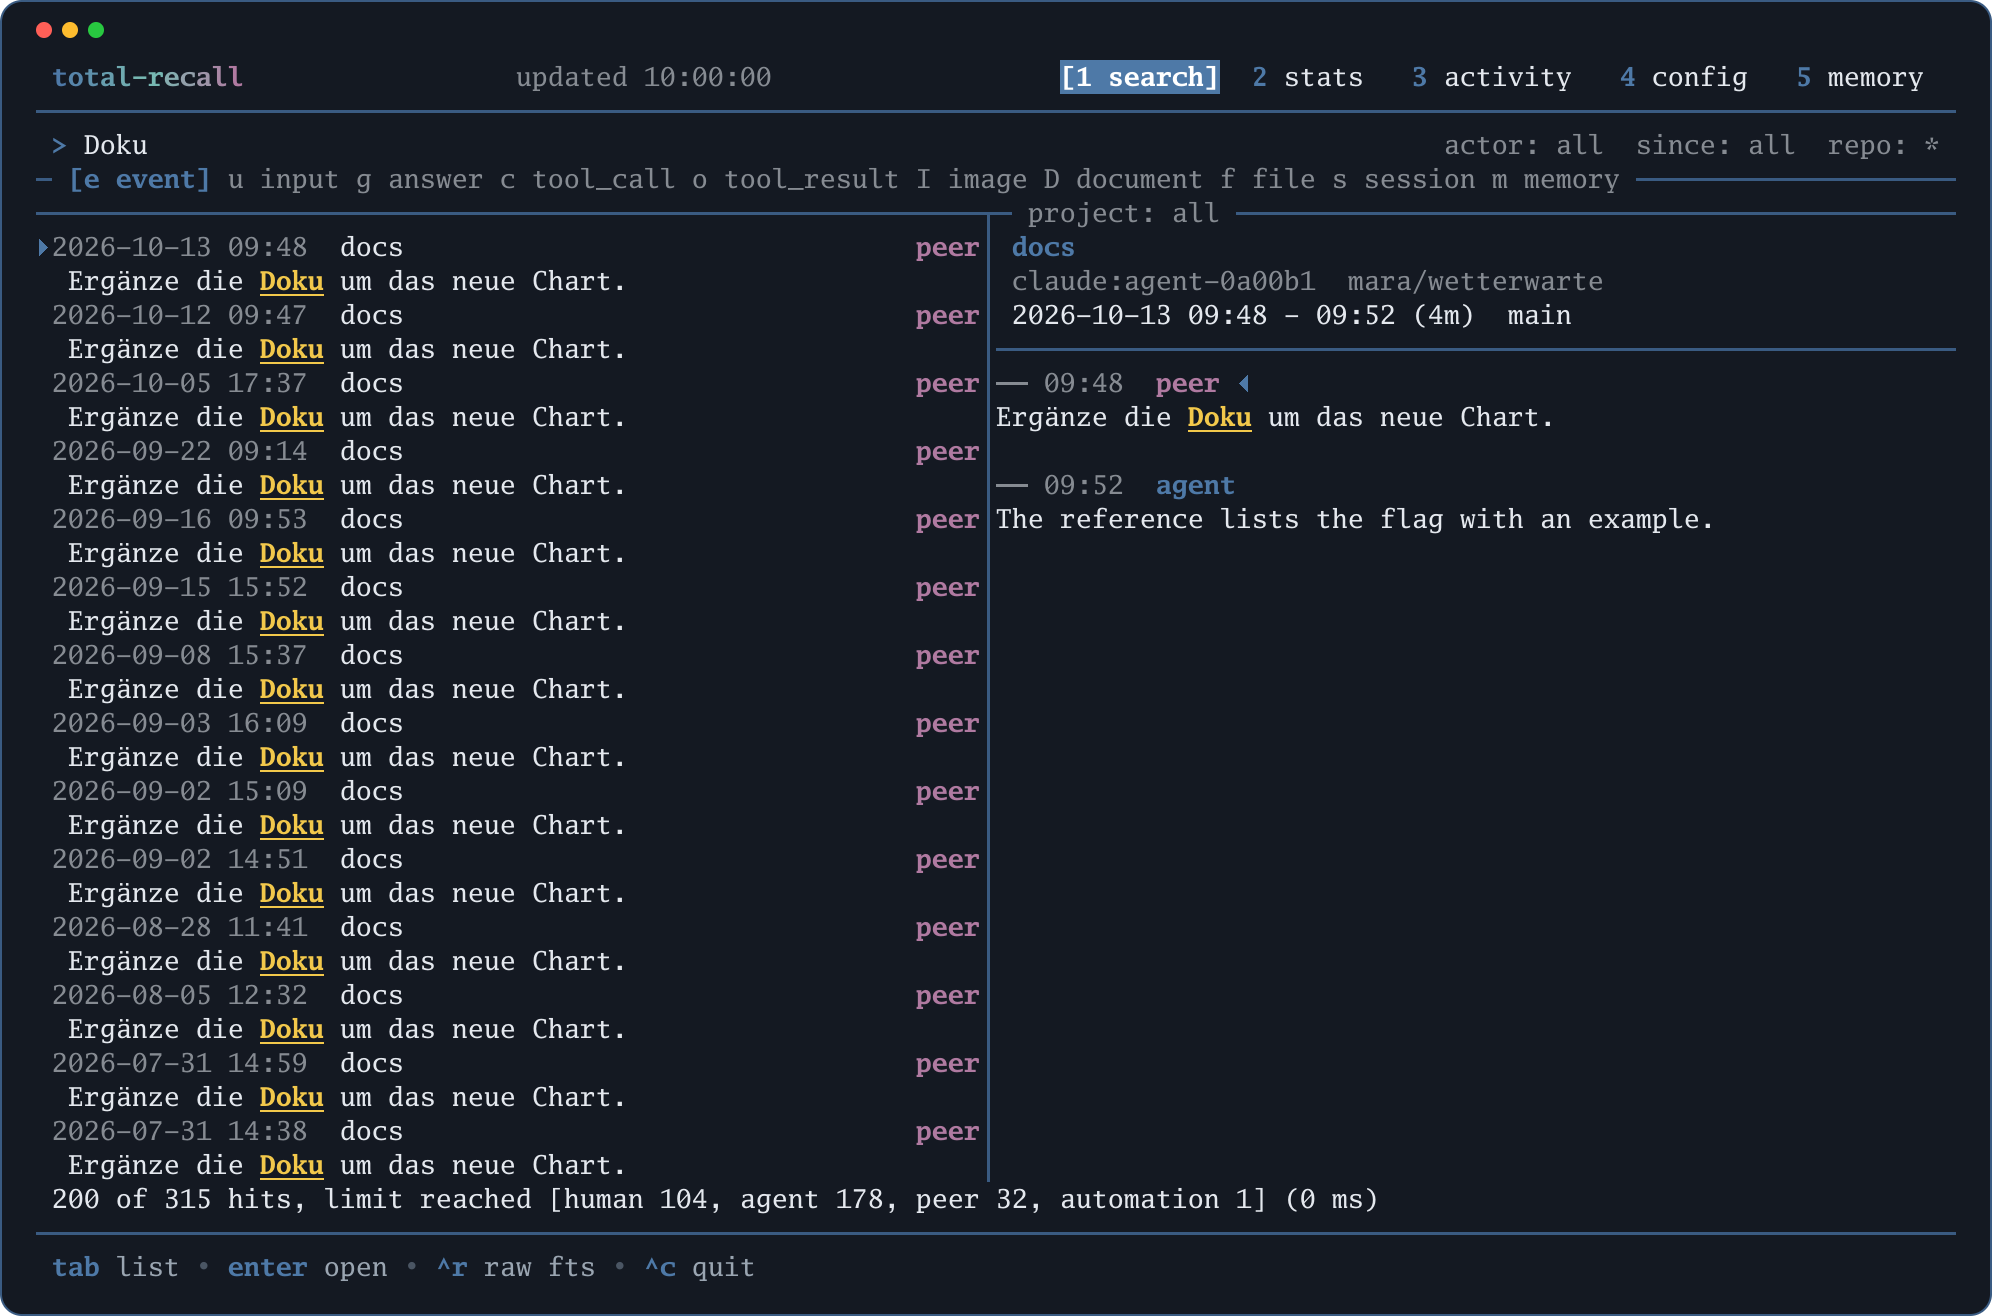 total-recall updated 10:00:00 [1 search] 2 stats 3 activity 4 config 5 memory
> Doku actor: all since: all repo: *
[e event] u input g answer c tool_call o tool_result I image D document f file s session m memory
project: all
2026-10-13 09:48 docs peer
Ergänze die Doku um das neue Chart.
2026-10-12 09:47 docs peer
Ergänze die Doku um das neue Chart.
2026-10-05 17:37 docs peer
Ergänze die Doku um das neue Chart.
2026-09-22 09:14 docs peer
Ergänze die Doku um das neue Chart.
2026-09-16 09:53 docs peer
Ergänze die Doku um das neue Chart.
2026-09-15 15:52 docs peer
Ergänze die Doku um das neue Chart.
2026-09-08 15:37 docs peer
Ergänze die Doku um das neue Chart.
2026-09-03 16:09 docs peer
Ergänze die Doku um das neue Chart.
2026-09-02 15:09 docs peer
Ergänze die Doku um das neue Chart.
2026-09-02 14:51 docs peer
Ergänze die Doku um das neue Chart.
2026-08-28 11:41 docs peer
Ergänze die Doku um das neue Chart.
2026-08-05 12:32 docs peer
Ergänze die Doku um das neue Chart.
2026-07-31 14:59 docs peer
Ergänze die Doku um das neue Chart.
2026-07-31 14:38 docs peer
Ergänze die Doku um das neue Chart.
docs
claude:agent-0a00b1 mara/wetterwarte
2026-10-13 09:48 - 09:52 (4m) main
09:48 peer
Ergänze die Doku um das neue Chart.
09:52 agent
The reference lists the flag with an example.
200 of 315 hits, limit reached [human 104, agent 178, peer 32, automation 1] (0 ms)
tab list • enter open • ^r raw fts • ^c quit